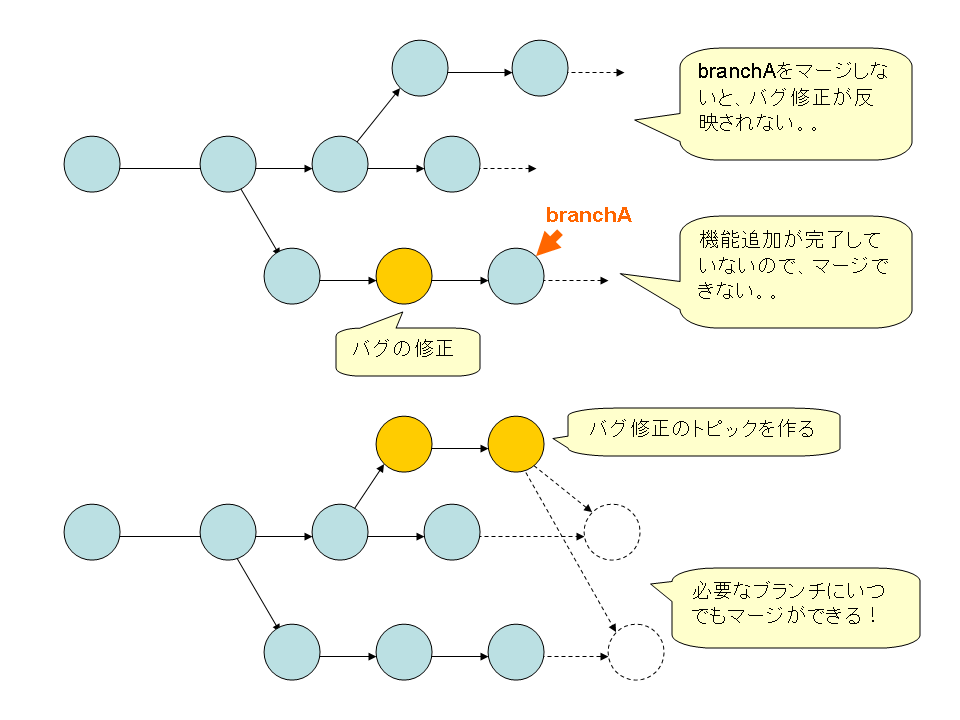 branchAをマージしな
いと、バグ修正が反
映されない。。
branchA
機能追加が完了して
いないので、マージで
きない。。
バグの修正
バグ修正のトピックを作る
必要なブランチにいつ
でもマージができる！